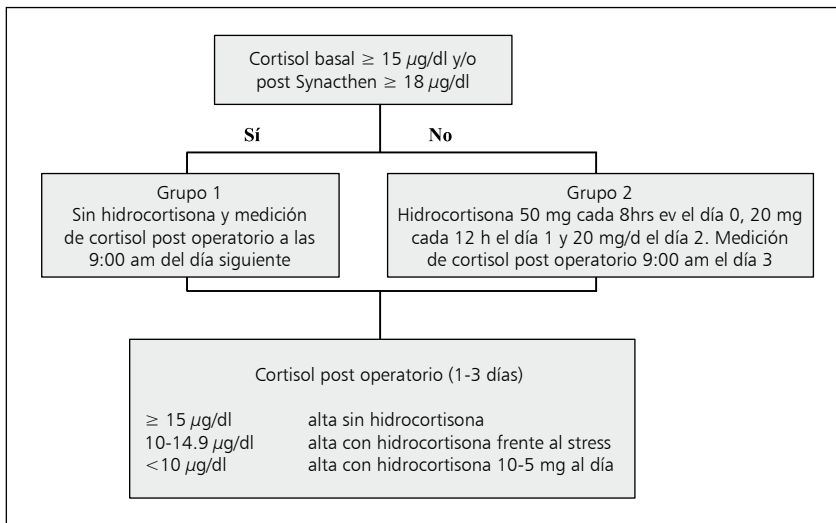 Cortisol basal ≥ 15 µg/dl y/o
post Synacthen ≥ 18 µg/dl
Sí
No
Grupo 1
Sin hidrocortisona y medición
de cortisol post operatorio a las
9:00 am del día siguiente
Grupo 2
Hidrocortisona 50 mg cada 8hrs ev el día 0, 20 mg
cada 12 h el día 1 y 20 mg/d el día 2. Medición
de cortisol post operatorio 9:00 am el día 3
Cortisol post operatorio (1-3 días)
≥ 15 µg/dl alta sin hidrocortisona
10-14.9 µg/dl alta con hidrocortisona frente al stress
<10 µg/dl alta con hidrocortisona 10-5 mg al día